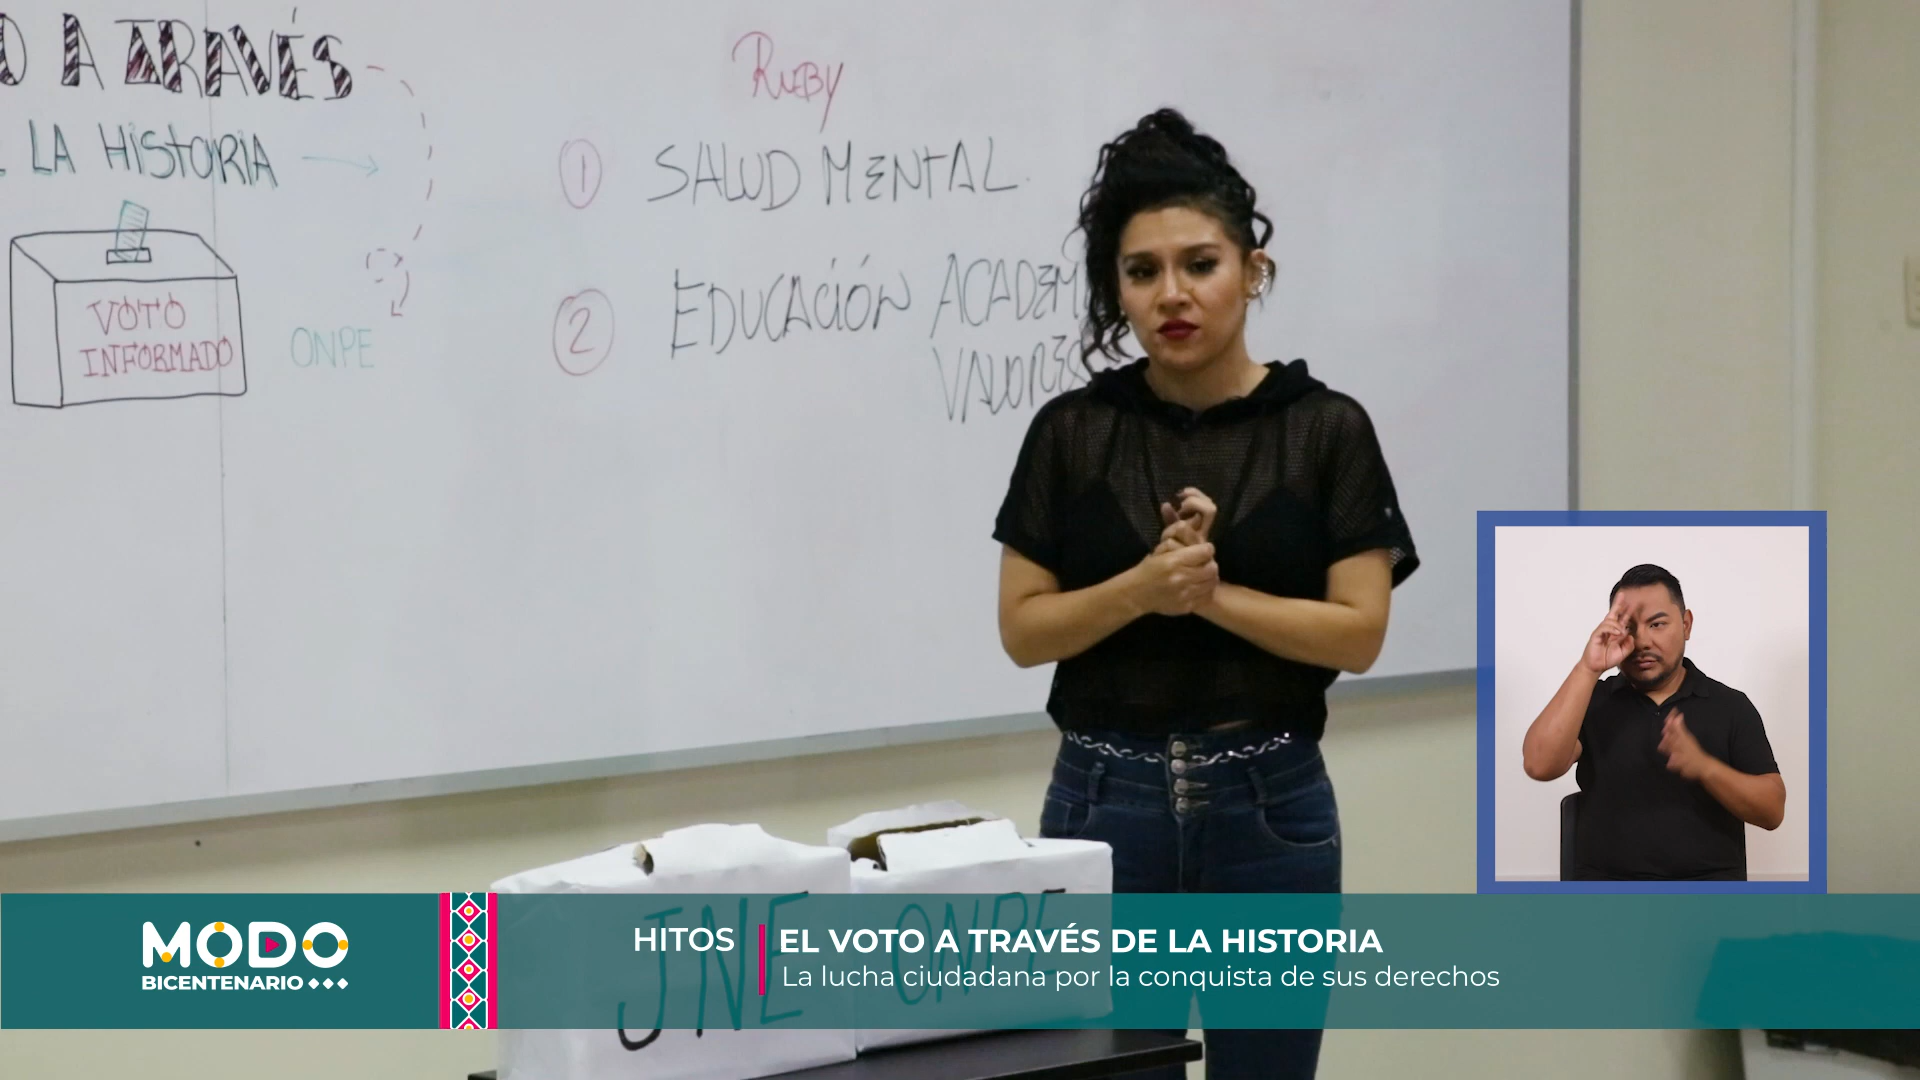 O A TRAVÉS
LA HISTORIA
VOTO
INFORMADO
ONPE
RUBY
1 SALUD MENTAL.
2 EDUCACIÓN ACADEM
VALORES
JNE
ONPE
MODO
BICENTENARIO
HITOS
EL VOTO A TRAVÉS DE LA HISTORIA
La lucha ciudadana por la conquista de sus derechos